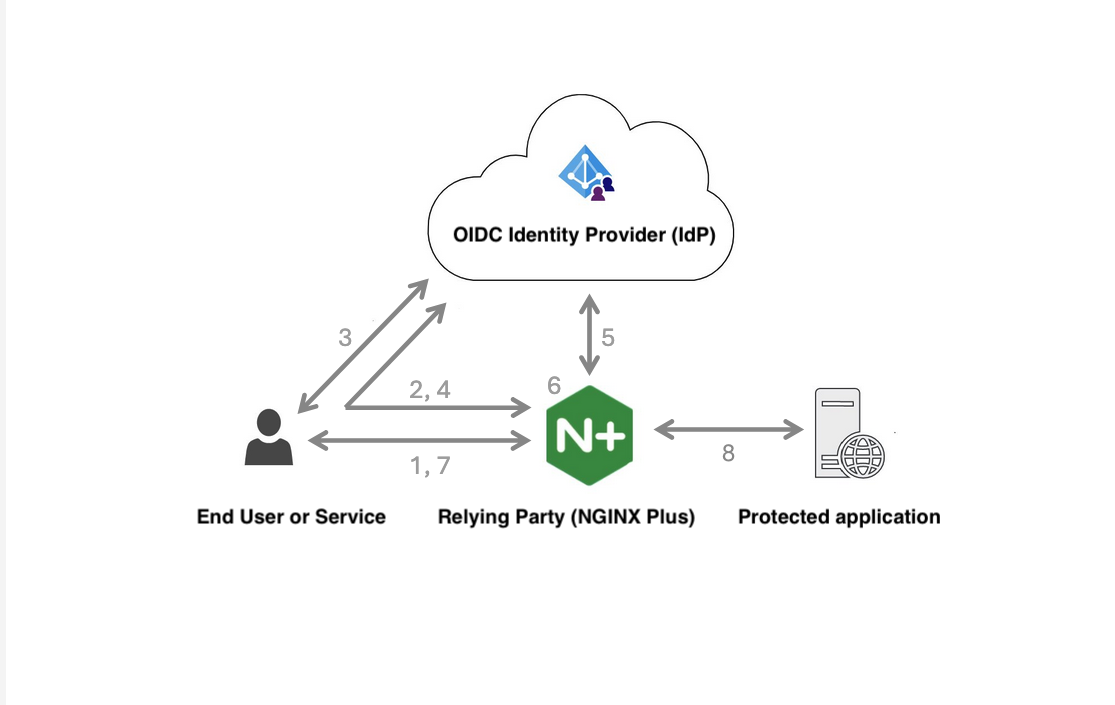 OIDC Identity Provider (IdP)
3
5
2, 4
6
N+
1, 7
8
End User or Service
Relying Party (NGINX Plus)
Protected application